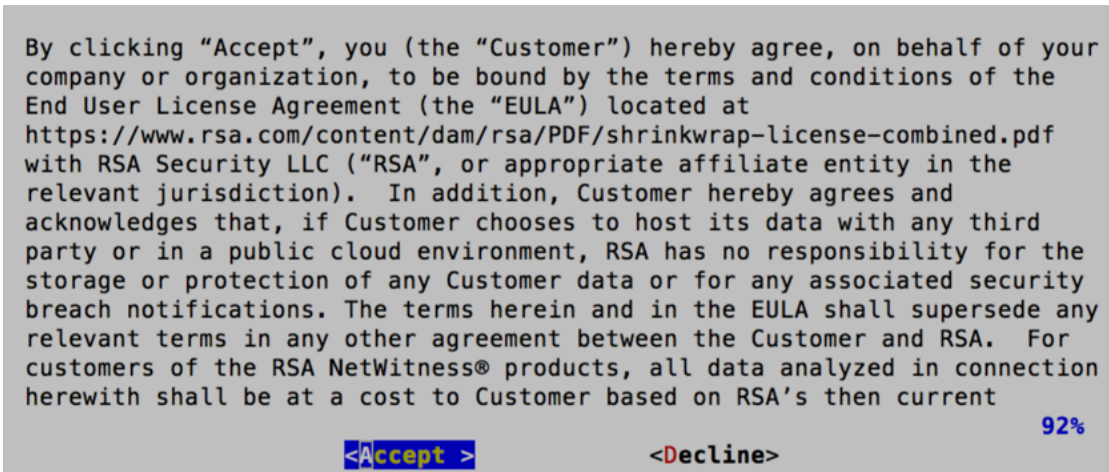 By clicking “Accept”, you (the “Customer”) hereby agree, on behalf of your
company or organization, to be bound by the terms and conditions of the
End User License Agreement (the “EULA”) located at
https://www.rsa.com/content/dam/rsa/PDF/shrinkwrap-license-combined.pdf
with RSA Security LLC (“RSA”, or appropriate affiliate entity in the
relevant jurisdiction).  In addition, Customer hereby agrees and
acknowledges that, if Customer chooses to host its data with any third
party or in a public cloud environment, RSA has no responsibility for the
storage or protection of any Customer data or for any associated security
breach notifications. The terms herein and in the EULA shall supersede any
relevant terms in any other agreement between the Customer and RSA.  For
customers of the RSA NetWitness® products, all data analyzed in connection
herewith shall be at a cost to Customer based on RSA’s then current
92%
<Accept > <Decline>